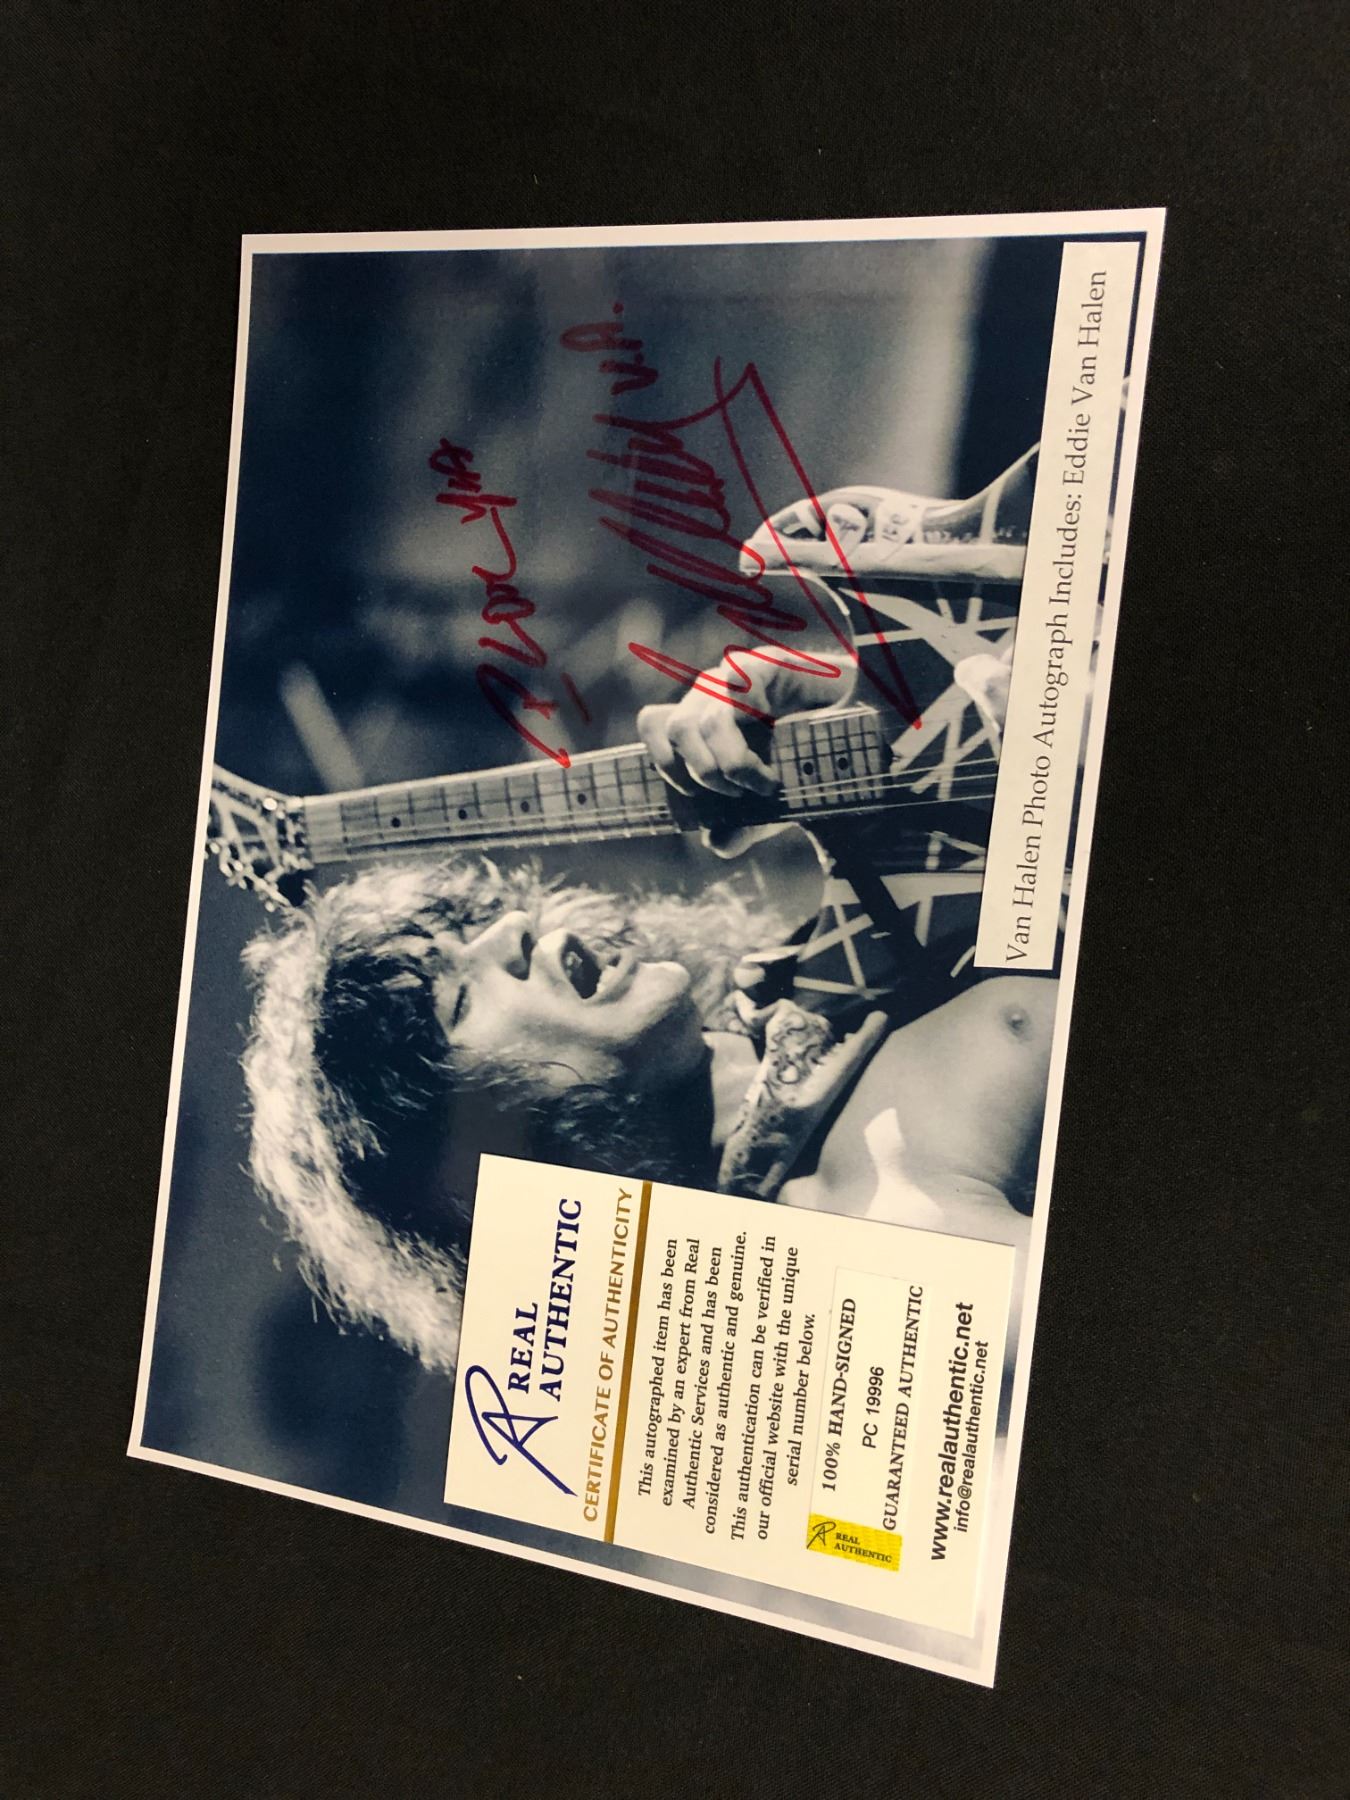 Van Halen Photo Autograph Includes: Eddie Van Halen
REAL
AUTHENTIC
CERTIFICATE OF AUTHENTICITY
This autographed item has been
examined by an expert from Real
Authentic Services and has been
considered as authentic and genuine.
This authentication can be verified in
our official website with the unique
serial number below.
REAL
AUTHENTIC
100% HAND-SIGNED
PC 19996
GUARANTEED AUTHENTIC
www.realauthentic.net
info@realauthentic.net